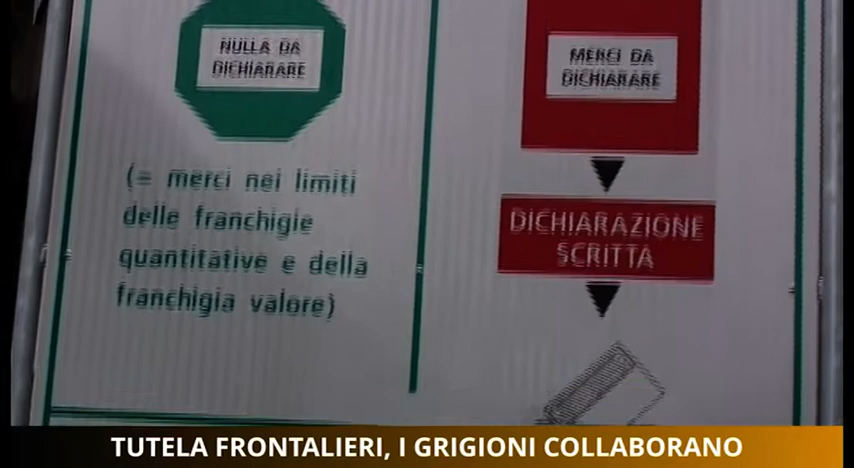 NULLA DA
DICHIARARE
(= merci nei limiti
delle franchigie
quantitative e della
franchigia valore)
MERCI DA
DICHIARARE
DICHIARAZIONE
SCRITTA
TUTELA FRONTALIERI, I GRIGIONI COLLABORANO